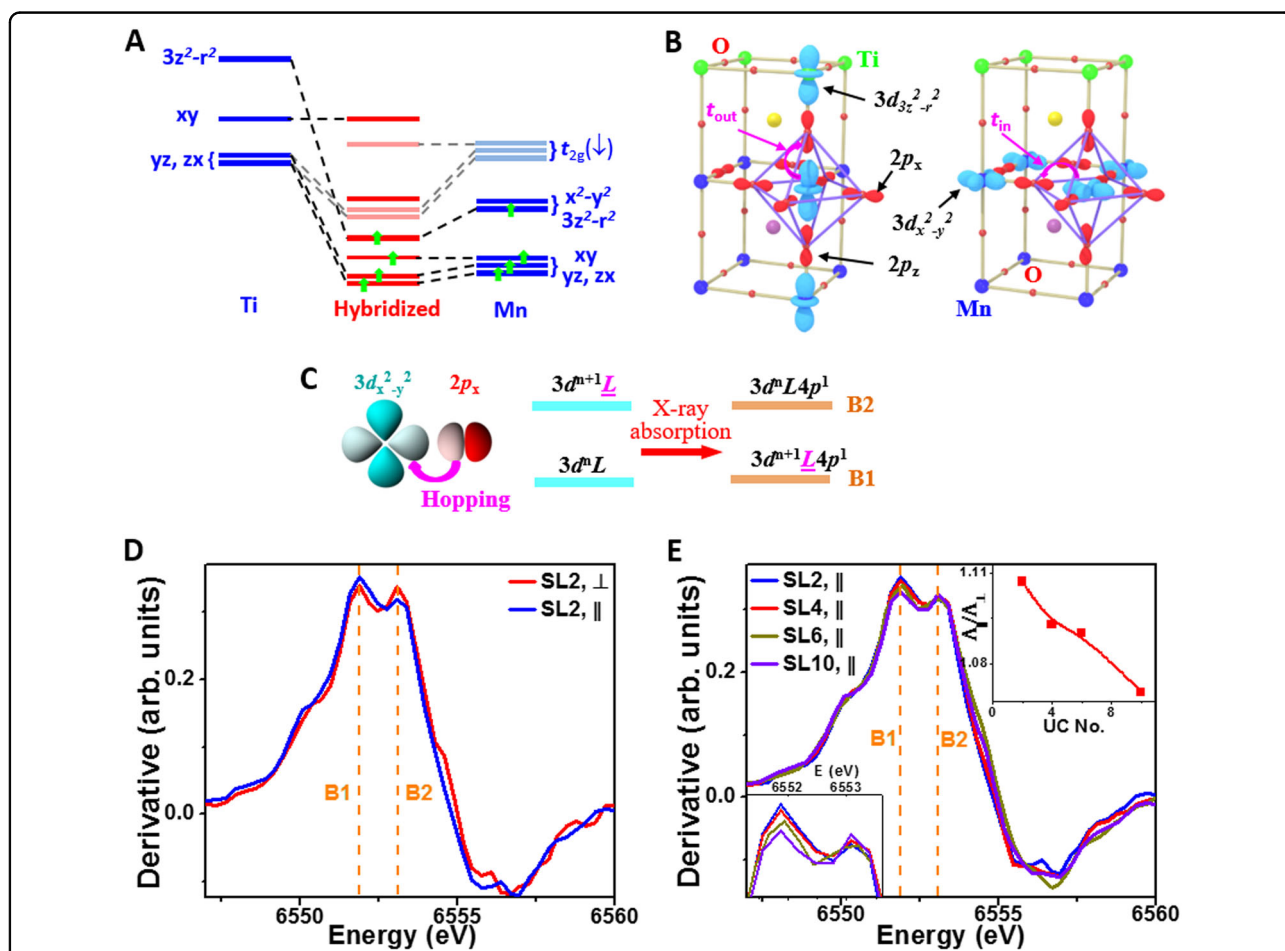 A
3z²-r²
xy
yz, zx
Ti
Hybridized
Mn
t₂g(↓)
x²-y²
3z²-r²
xy
yz, zx
B
O
Ti
3d₃z²-r²
t_out
2pₓ
2p_z
t_in
3dₓ²-y²
O
Mn
C
3dₓ²-y²
2pₓ
Hopping
3dⁿ⁺¹L
3dⁿL
X-ray
absorption
3dⁿL4p¹
B2
3dⁿ⁺¹L4p¹
B1
D
SL2, ⊥
SL2, ||
B1
B2
0.2
0.0
Derivative (arb. units)
6550
6555
6560
Energy (eV)
E
SL2, ||
SL4, ||
SL6, ||
SL10, ||
B1
B2
0.2
0.0
Derivative (arb. units)
6550
6555
6560
Energy (eV)
1.11
1.08
0
4
8
UC No.
E (eV)
6552
6553